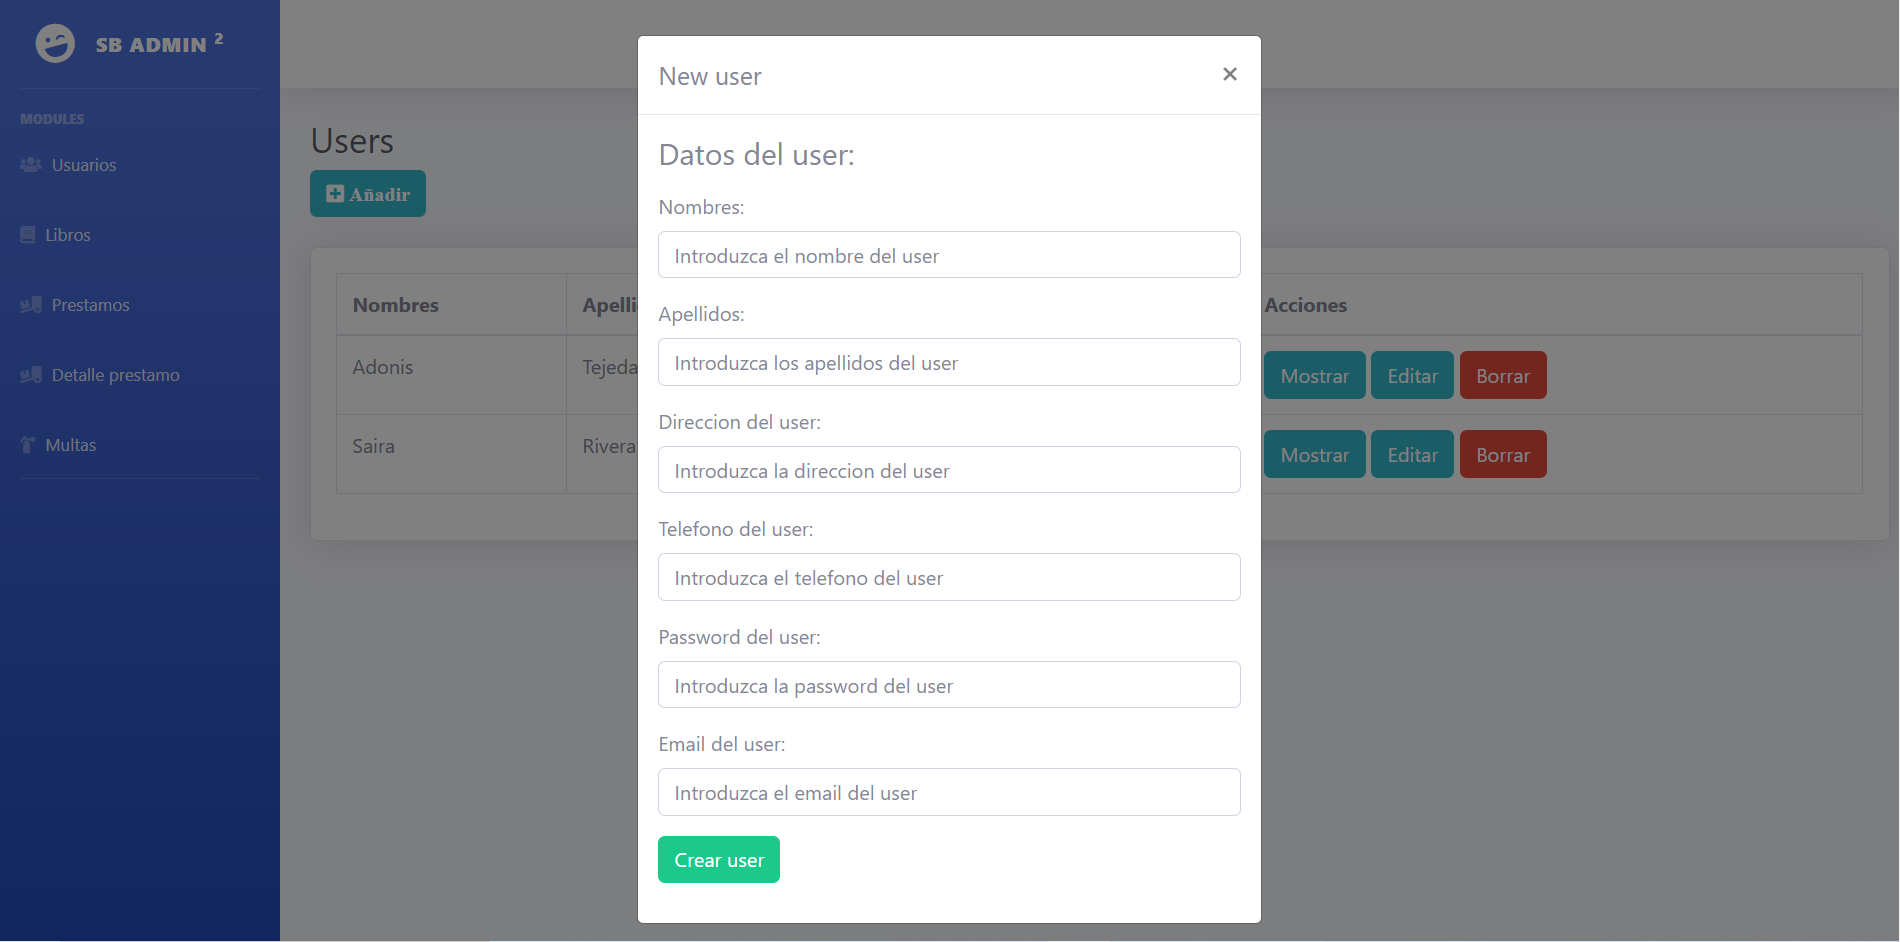 SB ADMIN 2
MODULES
Usuarios
Libros
Prestamos
Detalle prestamo
Multas
Users
Añadir
Nombres Apelli Acciones
Adonis Tejeda Mostrar Editar Borrar
Saira Rivera Mostrar Editar Borrar
New user ×
Datos del user:
Nombres:
Introduzca el nombre del user
Apellidos:
Introduzca los apellidos del user
Direccion del user:
Introduzca la direccion del user
Telefono del user:
Introduzca el telefono del user
Password del user:
Introduzca la password del user
Email del user:
Introduzca el email del user
Crear user